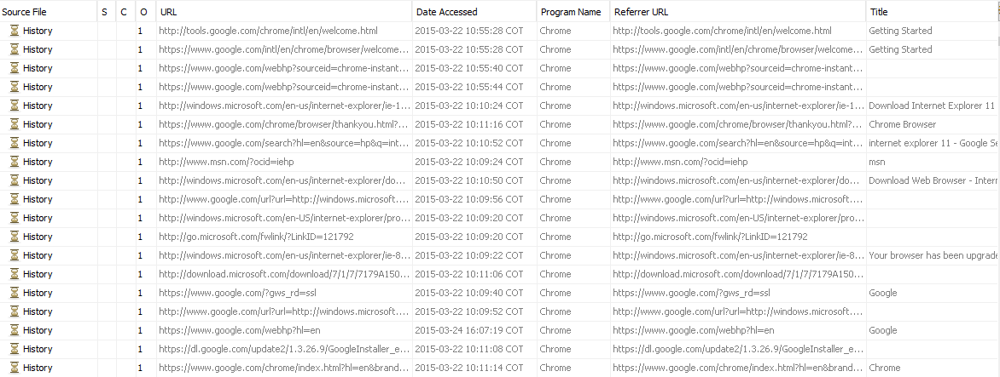 Source File S C O URL Date Accessed Program Name Referrer URL Title
History 1 http://tools.google.com/chrome/intl/en/welcome.html 2015-03-22 10:55:28 COT Chrome http://tools.google.com/chrome/intl/en/welcome.html Getting Started
History 1 https://www.google.com/intl/en/chrome/browser/welcome... 2015-03-22 10:55:28 COT Chrome https://www.google.com/intl/en/chrome/browser/welcome... Getting Started
History 1 https://www.google.com/webhp?sourceid=chrome-instant... 2015-03-22 10:55:40 COT Chrome https://www.google.com/webhp?sourceid=chrome-instant...
History 1 https://www.google.com/webhp?sourceid=chrome-instant... 2015-03-22 10:55:44 COT Chrome https://www.google.com/webhp?sourceid=chrome-instant...
History 1 http://windows.microsoft.com/en-us/internet-explorer/ie-1... 2015-03-22 10:10:24 COT Chrome http://windows.microsoft.com/en-us/internet-explorer/ie-1... Download Internet Explorer 11
History 1 https://www.google.com/chrome/browser/thankyou.html?... 2015-03-22 10:11:16 COT Chrome https://www.google.com/chrome/browser/thankyou.html?... Chrome Browser
History 1 https://www.google.com/search?hl=en&source=hp&q=int... 2015-03-22 10:10:52 COT Chrome https://www.google.com/search?hl=en&source=hp&q=int... internet explorer 11 - Google Se
History 1 http://www.msn.com/?ocid=iehp 2015-03-22 10:09:24 COT Chrome http://www.msn.com/?ocid=iehp msn
History 1 http://windows.microsoft.com/en-us/internet-explorer/do... 2015-03-22 10:10:50 COT Chrome http://windows.microsoft.com/en-us/internet-explorer/do... Download Web Browser - Intern
History 1 http://www.google.com/url?url=http://windows.microsoft.... 2015-03-22 10:09:56 COT Chrome http://www.google.com/url?url=http://windows.microsoft....
History 1 http://windows.microsoft.com/en-US/internet-explorer/pro... 2015-03-22 10:09:20 COT Chrome http://windows.microsoft.com/en-US/internet-explorer/pro...
History 1 http://go.microsoft.com/fwlink/?LinkID=121792 2015-03-22 10:09:20 COT Chrome http://go.microsoft.com/fwlink/?LinkID=121792
History 1 http://windows.microsoft.com/en-us/internet-explorer/ie-8... 2015-03-22 10:09:22 COT Chrome http://windows.microsoft.com/en-us/internet-explorer/ie-8... Your browser has been upgrade
History 1 http://download.microsoft.com/download/7/1/7/7179A150... 2015-03-22 10:11:06 COT Chrome http://download.microsoft.com/download/7/1/7/7179A150...
History 1 https://www.google.com/?gws_rd=ssl 2015-03-22 10:09:40 COT Chrome https://www.google.com/?gws_rd=ssl Google
History 1 http://www.google.com/url?url=http://windows.microsoft.... 2015-03-22 10:09:52 COT Chrome http://www.google.com/url?url=http://windows.microsoft....
History 1 https://www.google.com/webhp?hl=en 2015-03-24 16:07:19 COT Chrome https://www.google.com/webhp?hl=en Google
History 1 https://dl.google.com/update2/1.3.26.9/GoogleInstaller_e... 2015-03-22 10:11:08 COT Chrome https://dl.google.com/update2/1.3.26.9/GoogleInstaller_e...
History 1 https://www.google.com/chrome/index.html?hl=en&brand... 2015-03-22 10:11:14 COT Chrome https://www.google.com/chrome/index.html?hl=en&brand... Chrome